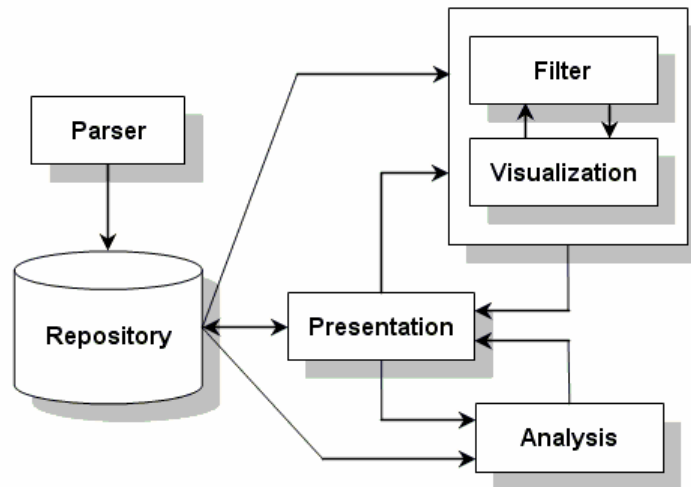 Filter
Parser
Visualization
Repository
Presentation
Analysis